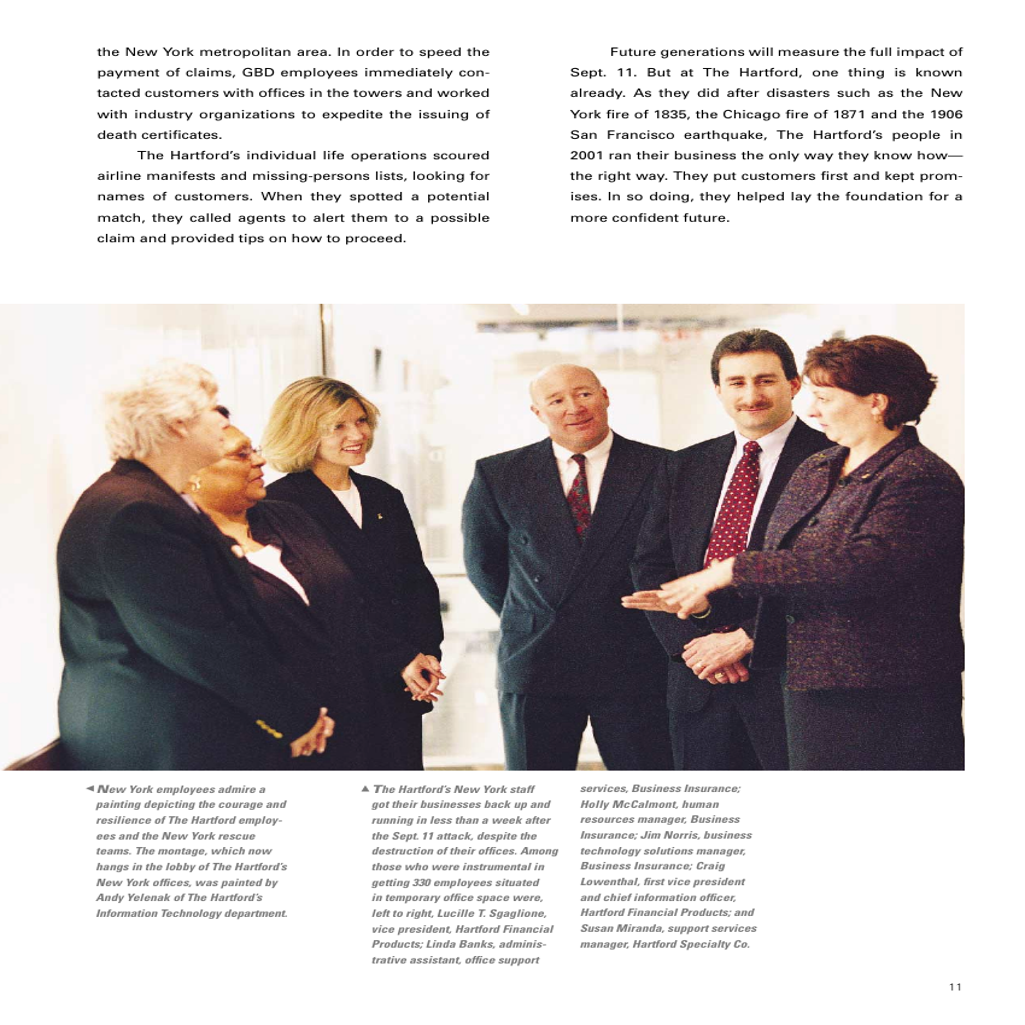 the New York metropolitan area. In order to speed the
payment of claims, GBD employees immediately con-
tacted customers with offices in the towers and worked
with industry organizations to expedite the issuing of
death certificates.
The Hartford's individual life operations scoured
airline manifests and missing-persons lists, looking for
names of customers. When they spotted a potential
match, they called agents to alert them to a possible
claim and provided tips on how to proceed.
Future generations will measure the full impact of
Sept. 11. But at The Hartford, one thing is known
already. As they did after disasters such as the New
York fire of 1835, the Chicago fire of 1871 and the 1906
San Francisco earthquake, The Hartford's people in
2001 ran their business the only way they know how—
the right way. They put customers first and kept prom-
ises. In so doing, they helped lay the foundation for a
more confident future.
◄ New York employees admire a
painting depicting the courage and
resilience of The Hartford employ-
ees and the New York rescue
teams. The montage, which now
hangs in the lobby of The Hartford's
New York offices, was painted by
Andy Yelenak of The Hartford's
Information Technology department.
▲ The Hartford's New York staff
got their businesses back up and
running in less than a week after
the Sept. 11 attack, despite the
destruction of their offices. Among
those who were instrumental in
getting 330 employees situated
in temporary office space were,
left to right, Lucille T. Sgaglione,
vice president, Hartford Financial
Products; Linda Banks, adminis-
trative assistant, office support
services, Business Insurance;
Holly McCalmont, human
resources manager, Business
Insurance; Jim Norris, business
technology solutions manager,
Business Insurance; Craig
Lowenthal, first vice president
and chief information officer,
Hartford Financial Products; and
Susan Miranda, support services
manager, Hartford Specialty Co.
11